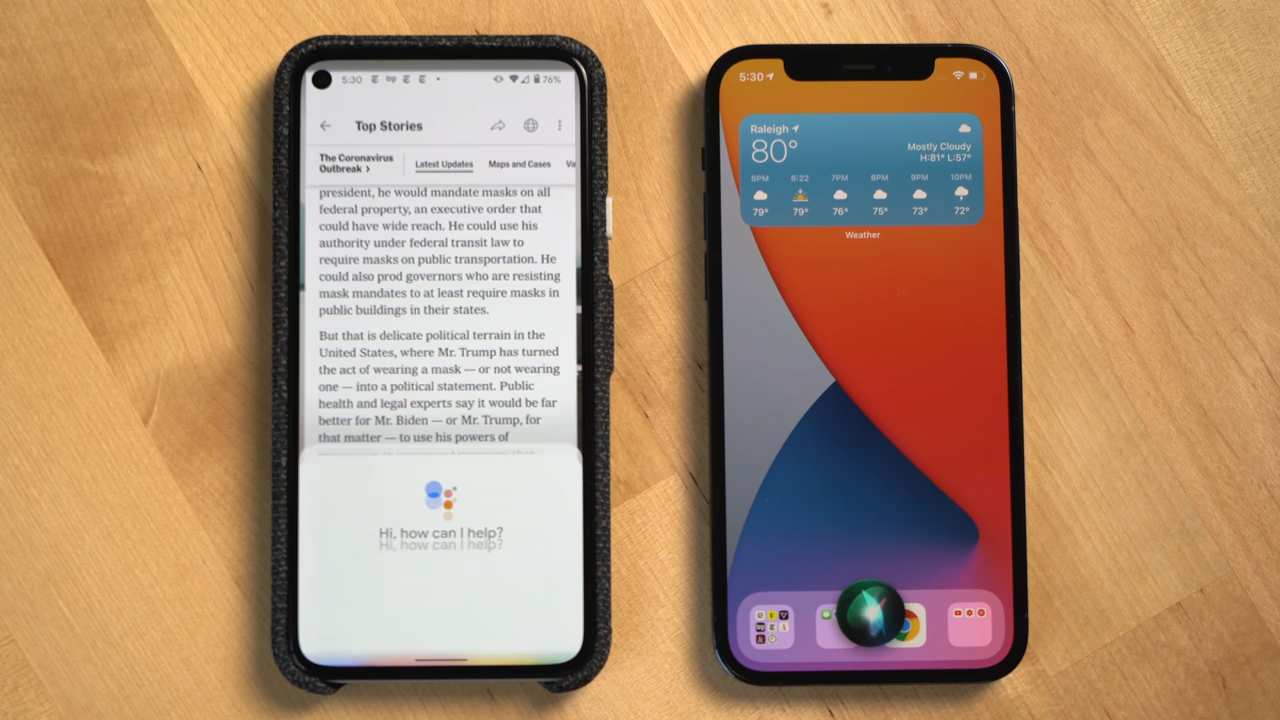 5:30
76%
Top Stories
The Coronavirus
Outbreak ›
Latest Updates
Maps and Cases
Va
president, he would mandate masks on all
federal property, an executive order that
could have wide reach. He could use his
authority under federal transit law to
require masks on public transportation. He
could also prod governors who are resisting
mask mandates to at least require masks in
public buildings in their states.
But that is delicate political terrain in the
United States, where Mr. Trump has turned
the act of wearing a mask — or not wearing
one — into a political statement. Public
health and legal experts say it would be far
better for Mr. Biden — or Mr. Trump, for
that matter — to use his powers of
Hi, how can I help?
Hi, how can I help?
5:30
Raleigh
80°
Mostly Cloudy
H:81° L:57°
6PM 6:22 7PM 8PM 9PM 10PM
79° 79° 76° 75° 73° 72°
Weather